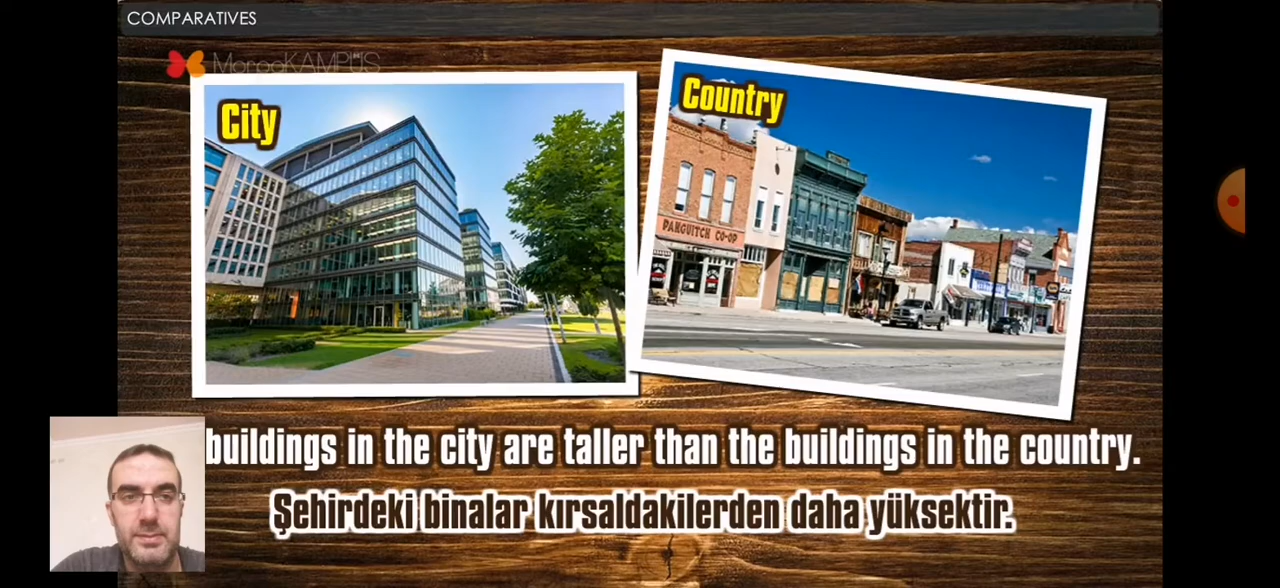 COMPARATIVES
MoraaKAMPÜS
City
Country
PANGUITCH CO-OP
buildings in the city are taller than the buildings in the country.
Şehirdeki binalar kırsaldakilerden daha yüksektir.